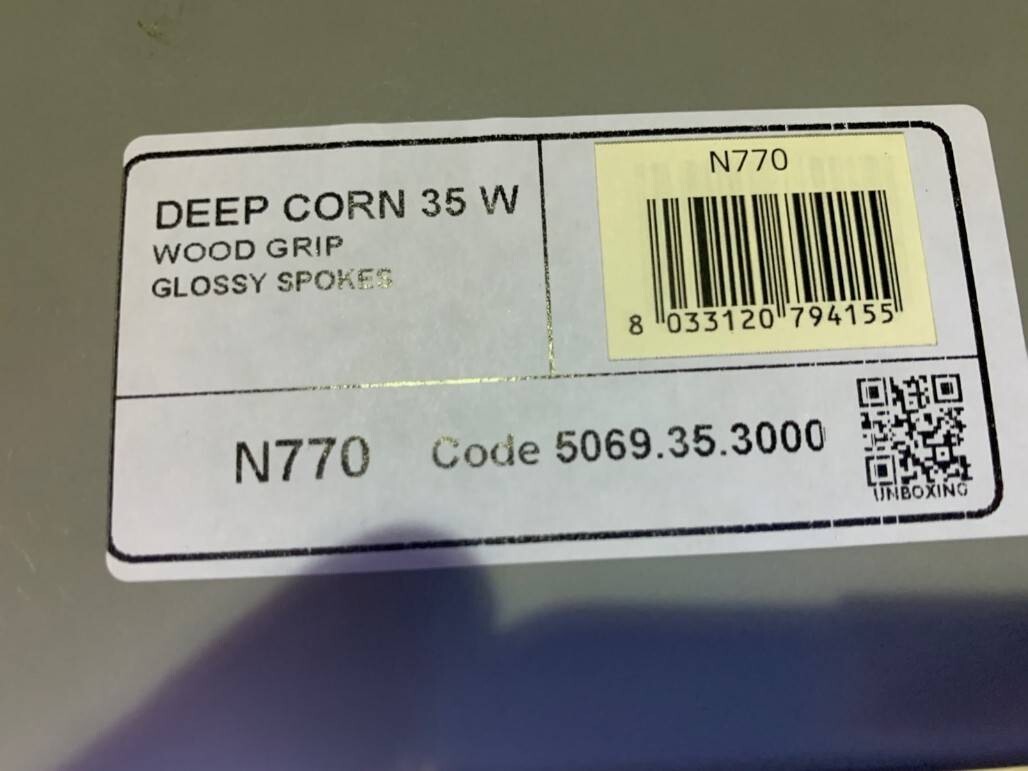 DEEP CORN 35 W
WOOD GRIP
GLOSSY SPOKES
N770
8 033120 794155
N770 Code 5069.35.3000
UNBOXING